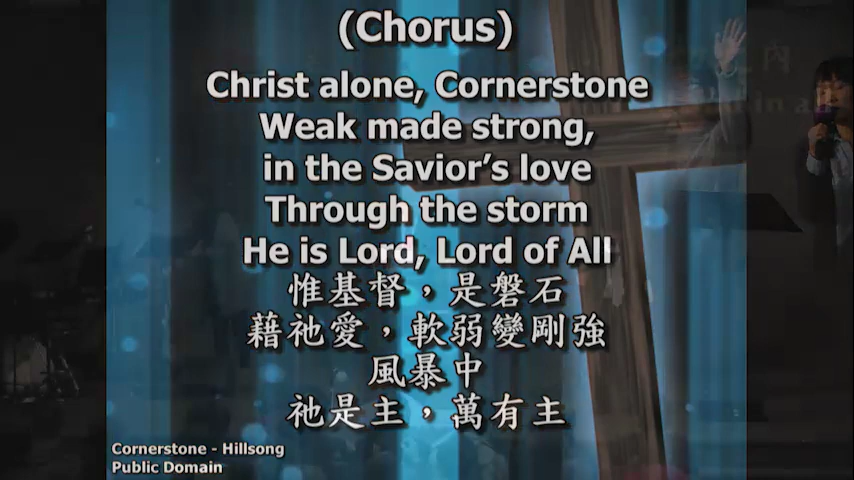 (Chorus)
Christ alone, Cornerstone
Weak made strong,
in the Savior's love
Through the storm
He is Lord, Lord of All
惟基督，是磐石
藉祂愛，軟弱變剛強
風暴中
祂是主，萬有主
Cornerstone - Hillsong
Public Domain